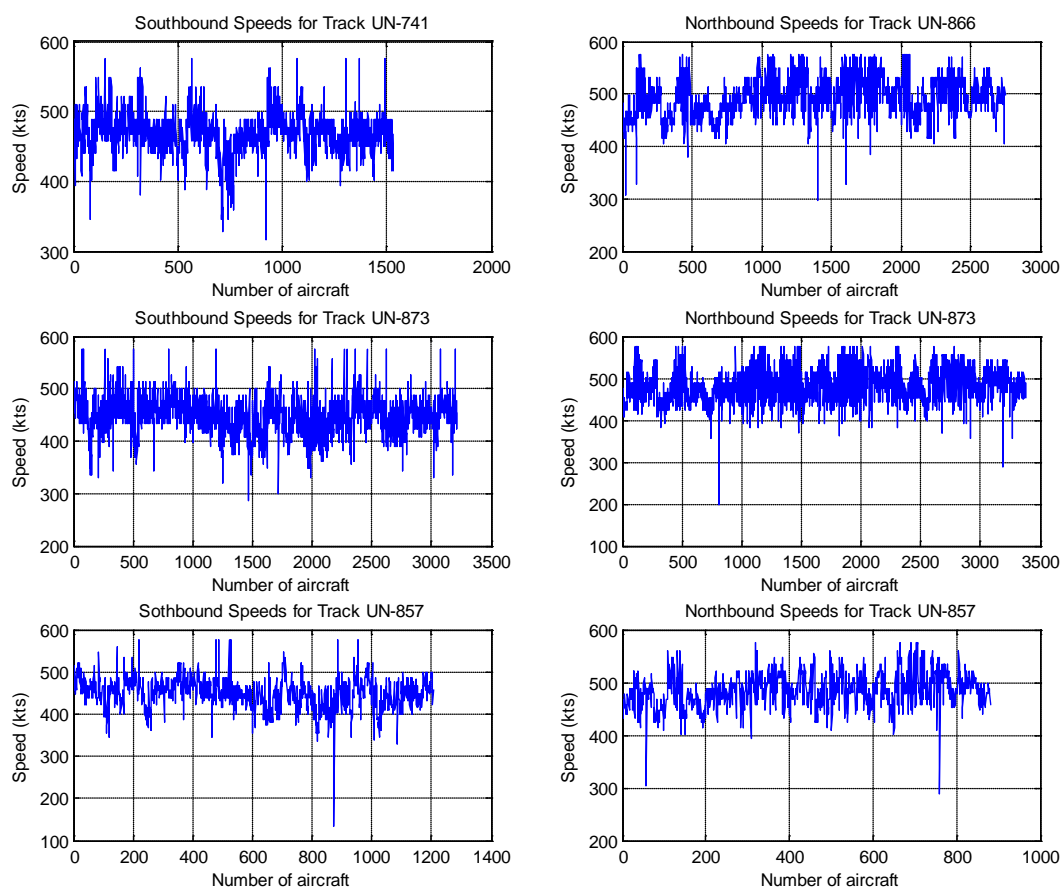 Southbound Speeds for Track UN-741
600
500
400
300
Speed (kts)
0 500 1000 1500 2000
Number of aircraft
Northbound Speeds for Track UN-866
600
500
400
300
200
Speed (kts)
0 500 1000 1500 2000 2500 3000
Number of aircraft
Southbound Speeds for Track UN-873
600
500
400
300
200
Speed (kts)
0 500 1000 1500 2000 2500 3000 3500
Number of aircraft
Northbound Speeds for Track UN-873
600
500
400
300
200
100
Speed (kts)
0 500 1000 1500 2000 2500 3000 3500
Number of aircraft
Sothbound Speeds for Track UN-857
600
500
400
300
200
100
Speed (kts)
0 200 400 600 800 1000 1200 1400
Number of aircraft
Northbound Speeds for Track UN-857
600
500
400
300
200
Speed (kts)
0 200 400 600 800 1000
Number of aircraft